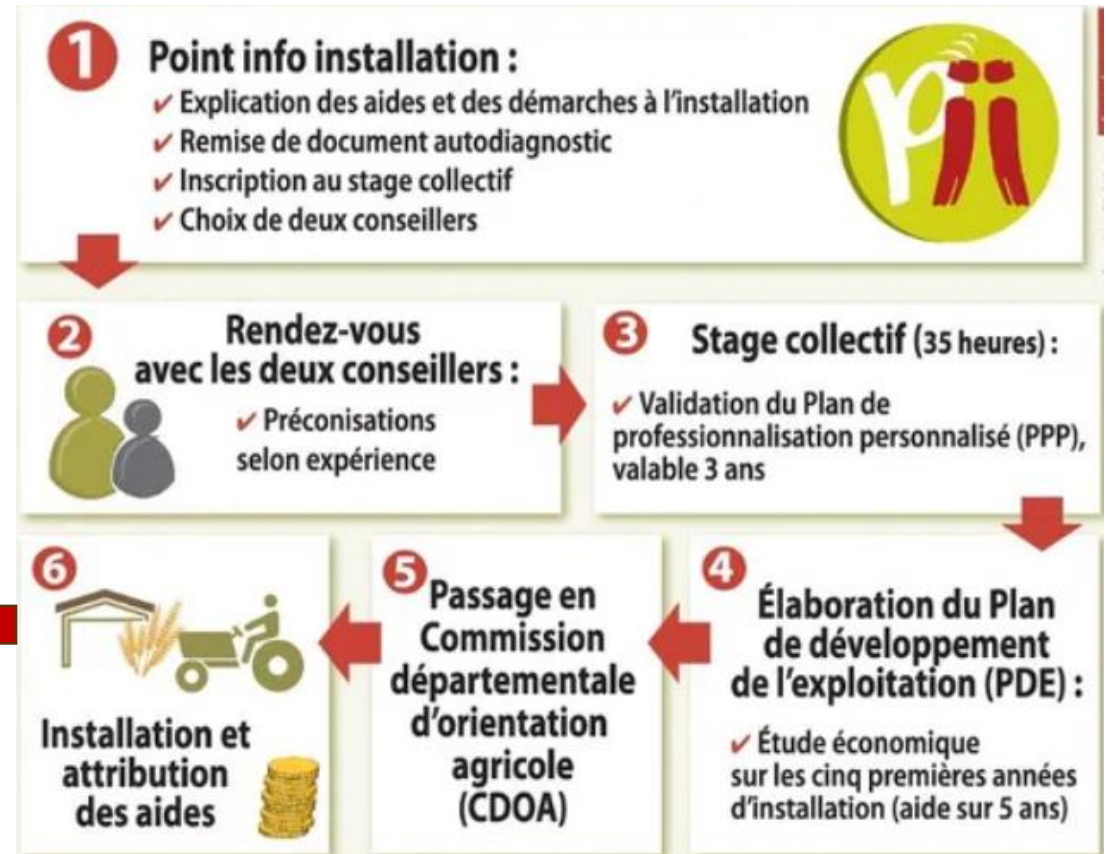 1
Point info installation :
✓ Explication des aides et des démarches à l'installation
✓ Remise de document autodiagnostic
✓ Inscription au stage collectif
✓ Choix de deux conseillers
pii
2
Rendez-vous
avec les deux conseillers :
✓ Préconisations
selon expérience
3
Stage collectif (35 heures) :
✓ Validation du Plan de
professionnalisation personnalisé (PPP),
valable 3 ans
4
Élaboration du Plan
de développement
de l'exploitation (PDE) :
✓ Étude économique
sur les cinq premières années
d'installation (aide sur 5 ans)
5
Passage en
Commission
départementale
d'orientation
agricole
(CDOA)
6
Installation et
attribution
des aides